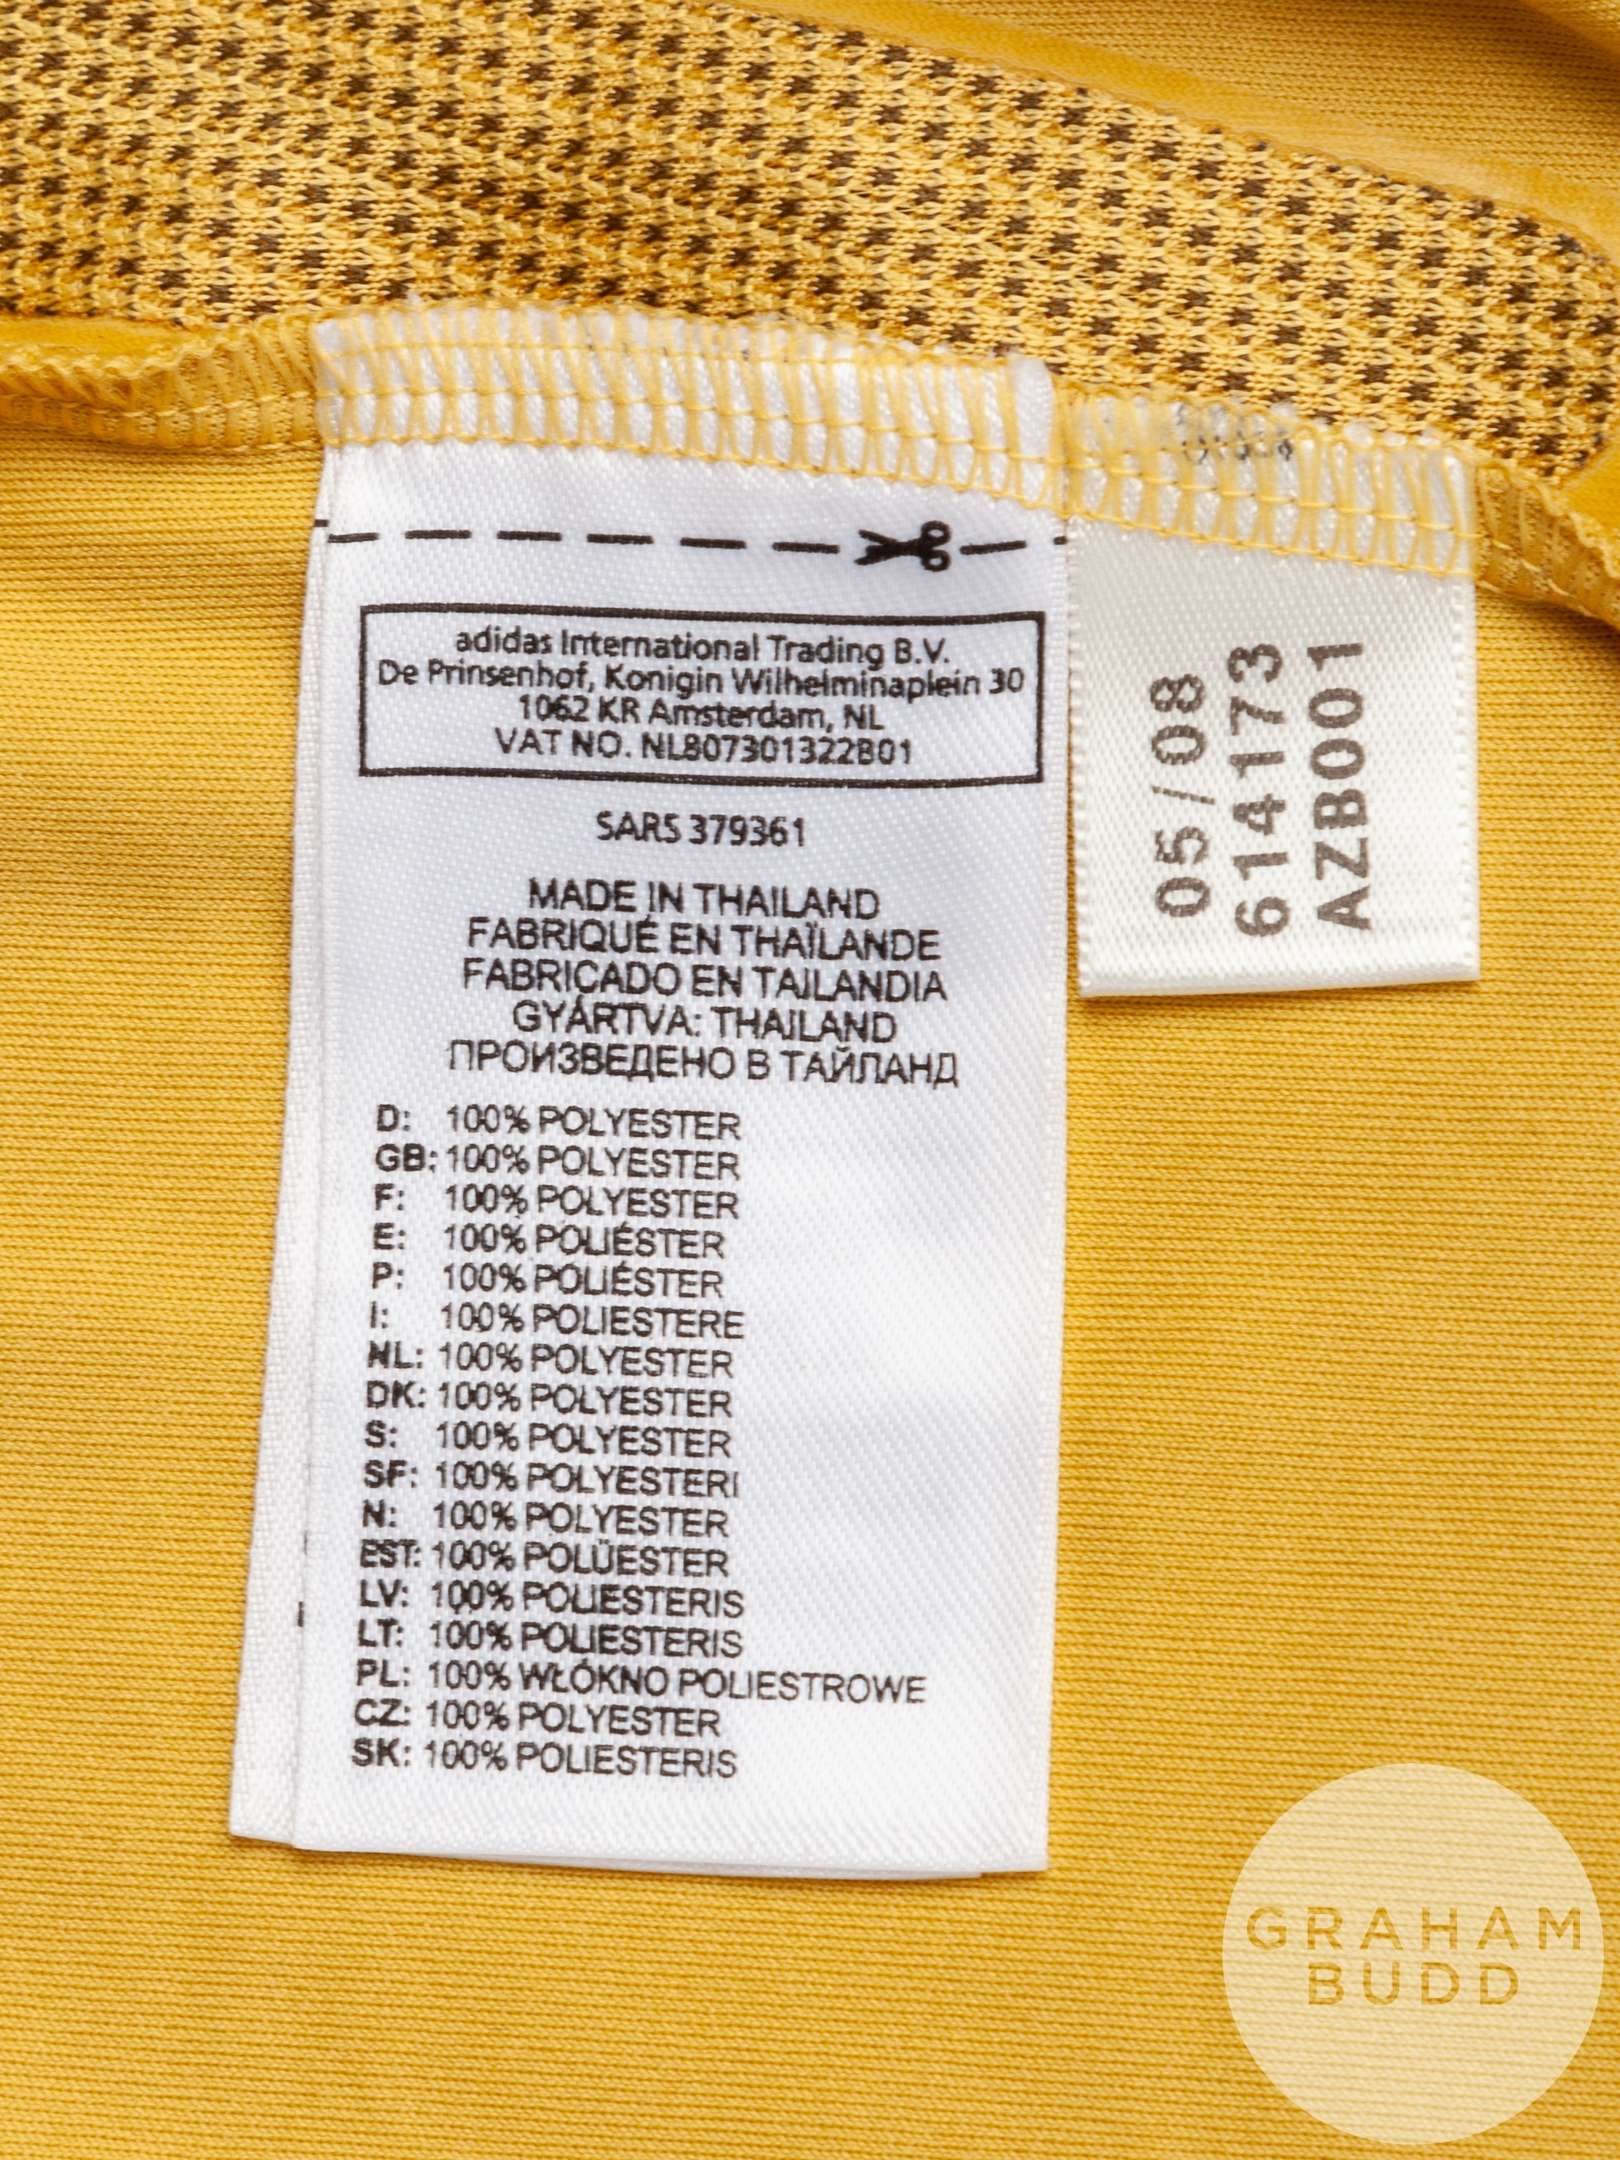 adidas International Trading B.V.
De Prinsenhof, Konigin Wilhelminaplein 30
1062 KR Amsterdam, NL
VAT NO. NL807301322B01
SARS 379361
MADE IN THAILAND
FABRIQUÉ EN THAÏLANDE
FABRICADO EN TAILANDIA
GYÁRTVA: THAILAND
ПРОИЗВЕДЕНО В ТАЙЛАНД
D: 100% POLYESTER
GB: 100% POLYESTER
F: 100% POLYESTER
E: 100% POLIÉSTER
P: 100% POLIÉSTER
I: 100% POLIESTERE
NL: 100% POLYESTER
DK: 100% POLYESTER
S: 100% POLYESTER
SF: 100% POLYESTERI
N: 100% POLYESTER
EST: 100% POLÜESTER
LV: 100% POLIESTERIS
LT: 100% POLIESTERIS
PL: 100% WŁÓKNO POLIESTROWE
CZ: 100% POLYESTER
SK: 100% POLIESTERIS
05/08
614173
AZB001
GRAHAM
BUDD